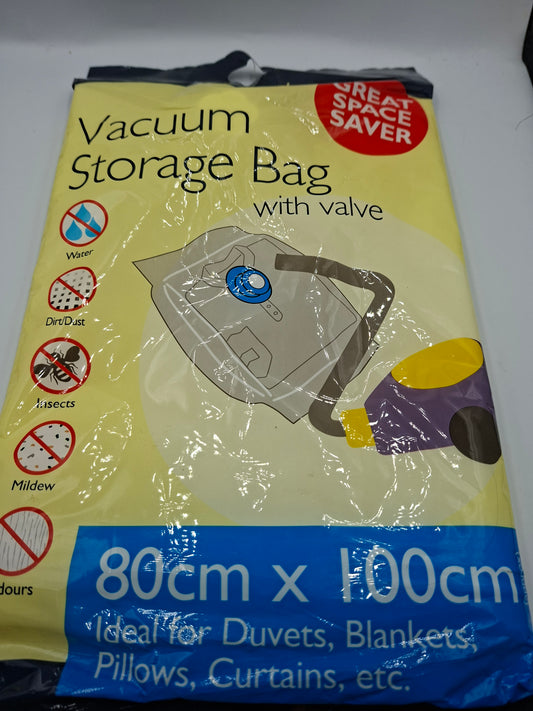 GREAT
SPACE
SAVER
Vacuum
Storage Bag
with valve
Water
Dirt/Dust
Insects
Mildew
dours
80cm x 100cm
Ideal for Duvets, Blankets,
Pillows, Curtains, etc.